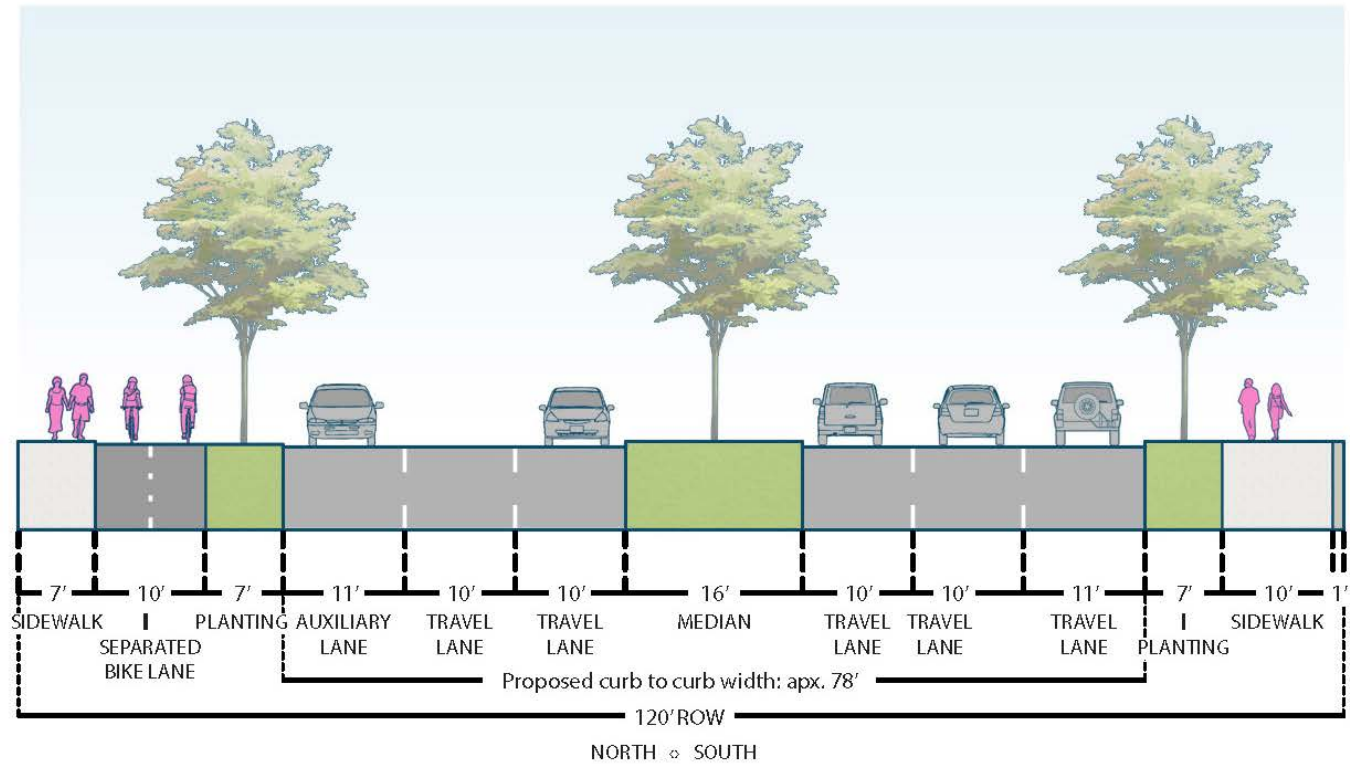 7’ 10’ 7’ 11’ 10’ 10’ 16’ 10’ 10’ 11’ 7’ 10’ 1’
SIDEWALK
SEPARATED
BIKE LANE
PLANTING
AUXILIARY
LANE
TRAVEL
LANE
TRAVEL
LANE
MEDIAN
TRAVEL
LANE
TRAVEL
LANE
TRAVEL
LANE
PLANTING
SIDEWALK
Proposed curb to curb width: apx. 78’
120’ ROW
NORTH SOUTH